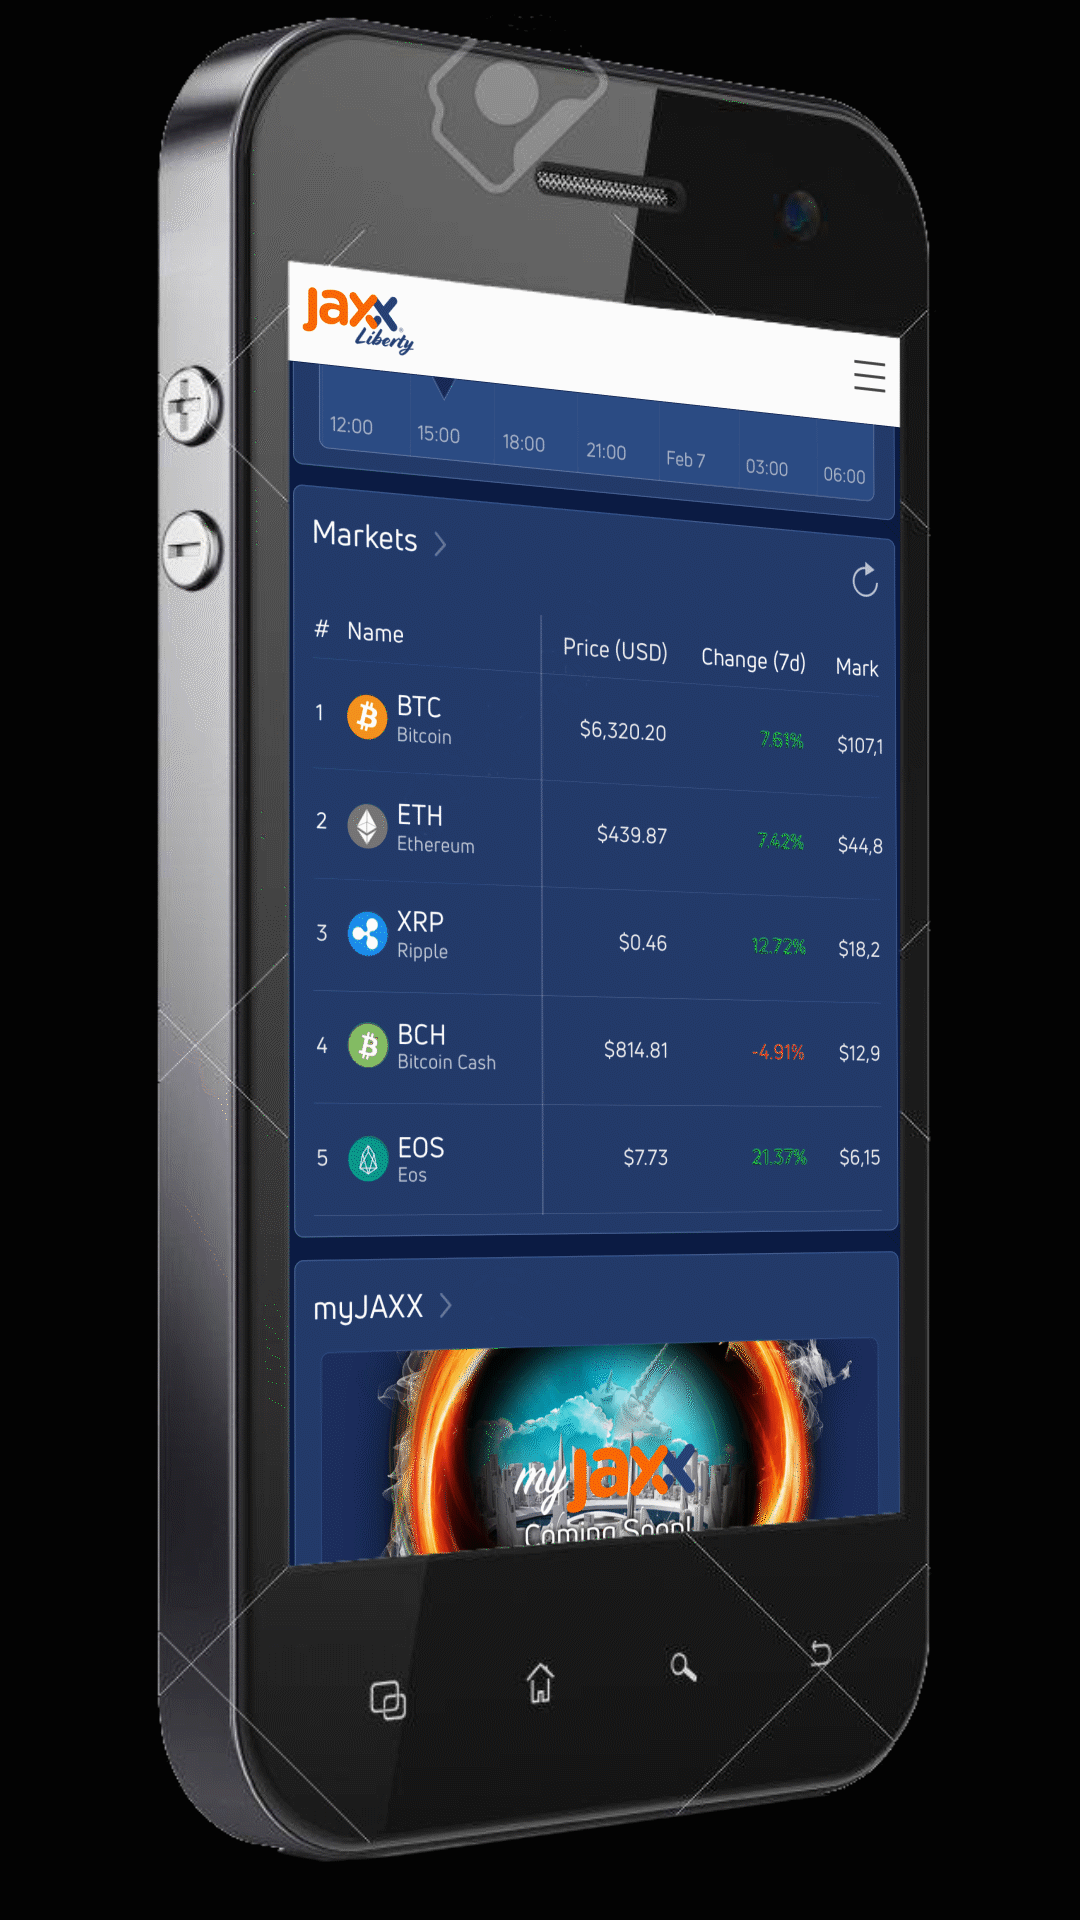 Jaxx
Liberty
12:00 15:00 18:00 21:00 Feb 7 03:00 06:00
Markets
# Name Price (USD) Change (7d) Mark
1 BTC $6,320.20 7.61% $107,1
Bitcoin
2 ETH $439.87 7.42% $44,8
Ethereum
3 XRP $0.46 12.72% $18,2
Ripple
4 BCH $814.81 -4.91% $12,9
Bitcoin Cash
5 EOS $7.73 21.37% $6,15
Eos
myJAXX
my Jaxx
Coming Soon!